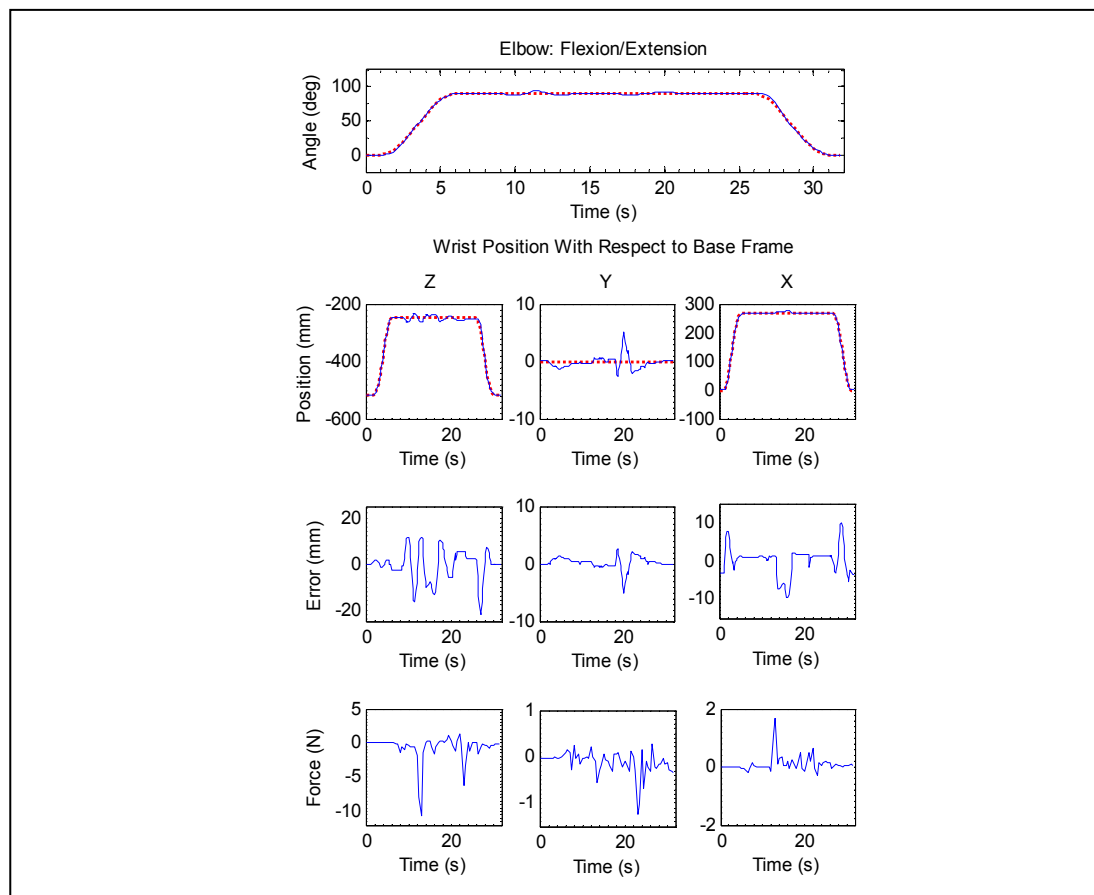 Elbow: Flexion/Extension
Angle (deg)
100
50
0
0 5 10 15 20 25 30
Time (s)
Wrist Position With Respect to Base Frame
Z Y X
Position (mm)
-200
-400
-600
0 20
Time (s)
10
0
-10
0 20
Time (s)
300
200
100
0
-100
0 20
Time (s)
Error (mm)
20
0
-20
0 20
Time (s)
10
0
-10
0 20
Time (s)
10
0
-10
0 20
Time (s)
Force (N)
5
0
-5
-10
0 20
Time (s)
1
0
-1
0 20
Time (s)
2
0
-2
0 20
Time (s)